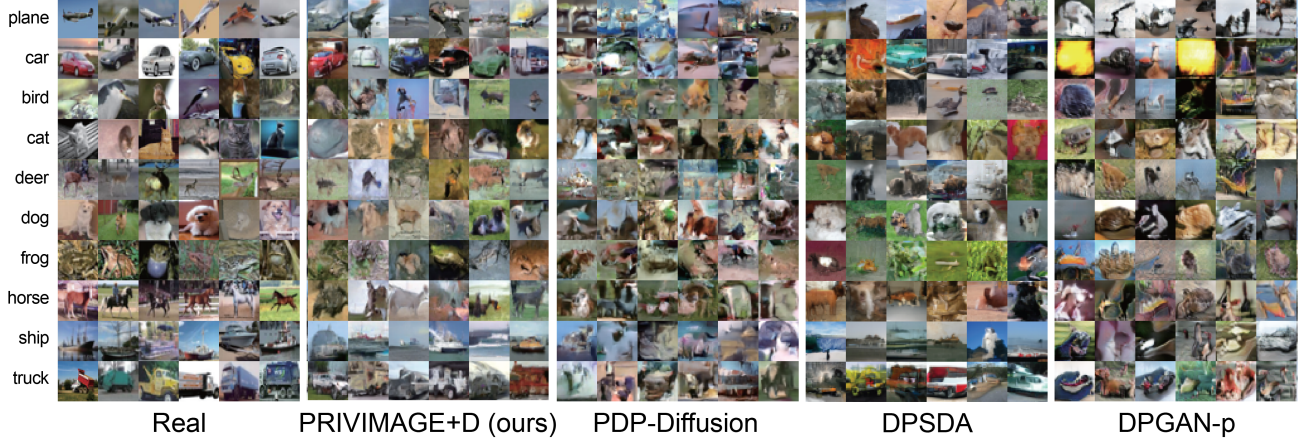 plane
car
bird
cat
deer
dog
frog
horse
ship
truck
Real PRIVIMAGE+D (ours) PDP-Diffusion DPSDA DPGAN-p